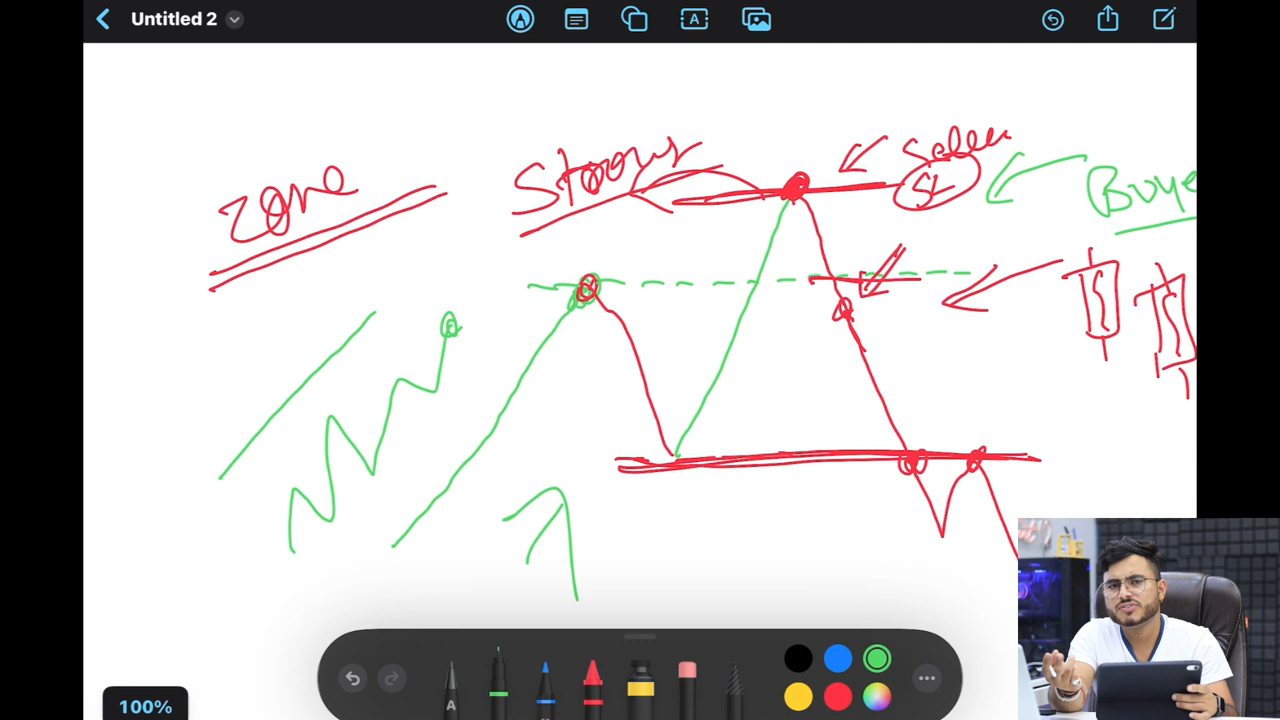 Untitled 2
Zone
Strong
Seller
SL
Buye
A
A
100%